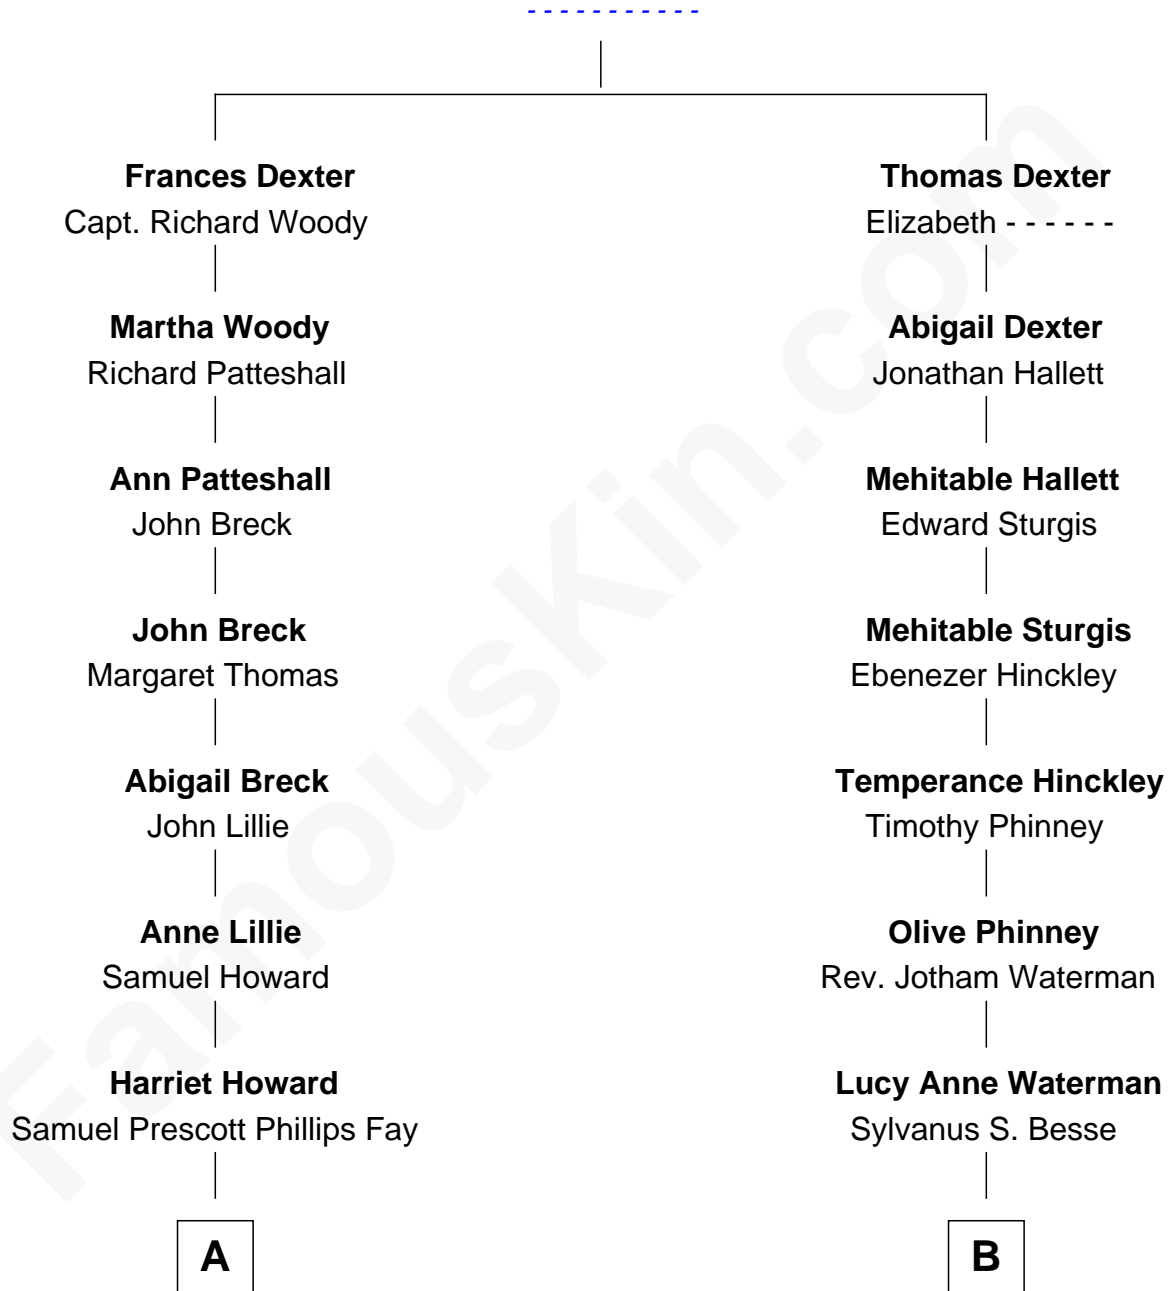 - - - - - - - - - - -
Frances Dexter
Capt. Richard Woody
Thomas Dexter
Elizabeth - - - - - -
Martha Woody
Richard Patteshall
Abigail Dexter
Jonathan Hallett
Ann Patteshall
John Breck
Mehitable Hallett
Edward Sturgis
John Breck
Margaret Thomas
Mehitable Sturgis
Ebenezer Hinckley
Abigail Breck
John Lillie
Temperance Hinckley
Timothy Phinney
Anne Lillie
Samuel Howard
Olive Phinney
Rev. Jotham Waterman
Harriet Howard
Samuel Prescott Phillips Fay
Lucy Anne Waterman
Sylvanus S. Besse
A
B
FamousKin.com